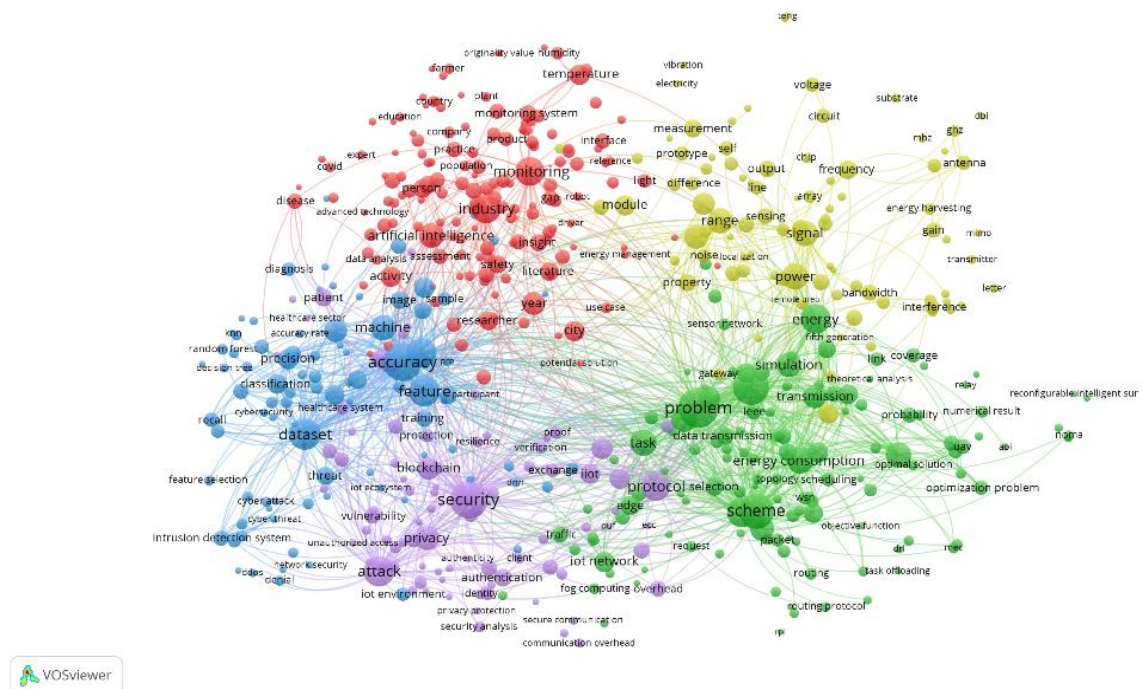 teng
originality value humidity
farmer
temperature
vibration
electricity
voltage
plant
country
education
monitoring system
substrate
dbi
circuit
company
product
measurement
mhz
ghz
practice
interface
prototype
self
expert
population
reference
chip
covid
monitoring
difference
output
frequency
antenna
person
light
line
disease
gap
robot
array
advanced technology
industry
module
energy harvesting
driver
range
sensing
gain
mimo
artificial intelligence
insight
signal
data analysis
assessment
energy management
noise
localization
transmitter
diagnosis
safety
literature
activity
property
power
patient
image
sample
year
use case
remote area
bandwidth
letter
interference
healthcare sector
researcher
city
sensor network
energy
knn
accuracy rate
machine
fifth generation
random forest
precision
accuracy
potential solution
simulation
link
coverage
decision tree
gateway
theoretical analysis
classification
feature
participant
relay
reconfigurable intelligent sur
cybersecurity
healthcare system
problem
ieee
transmission
probability
numerical result
recall
training
dataset
protection
resilience
proof
verification
task
data transmission
uav
aoi
noma
threat
blockchain
exchange
iiot
energy consumption
optimal solution
feature selection
iot ecosystem
dnn
protocol
selection
topology
scheduling
optimization problem
cyber attack
security
edge
wsn
cyber threat
vulnerability
scheme
objective function
intrusion detection system
unauthorized access
privacy
traffic
puf
ecc
packet
network security
authenticity
client
request
drl
mec
ddos
denial
attack
authentication
iot network
routing
task offloading
iot environment
identity
fog computing
overhead
privacy protection
routing protocol
security analysis
secure communication
communication overhead
VOSviewer